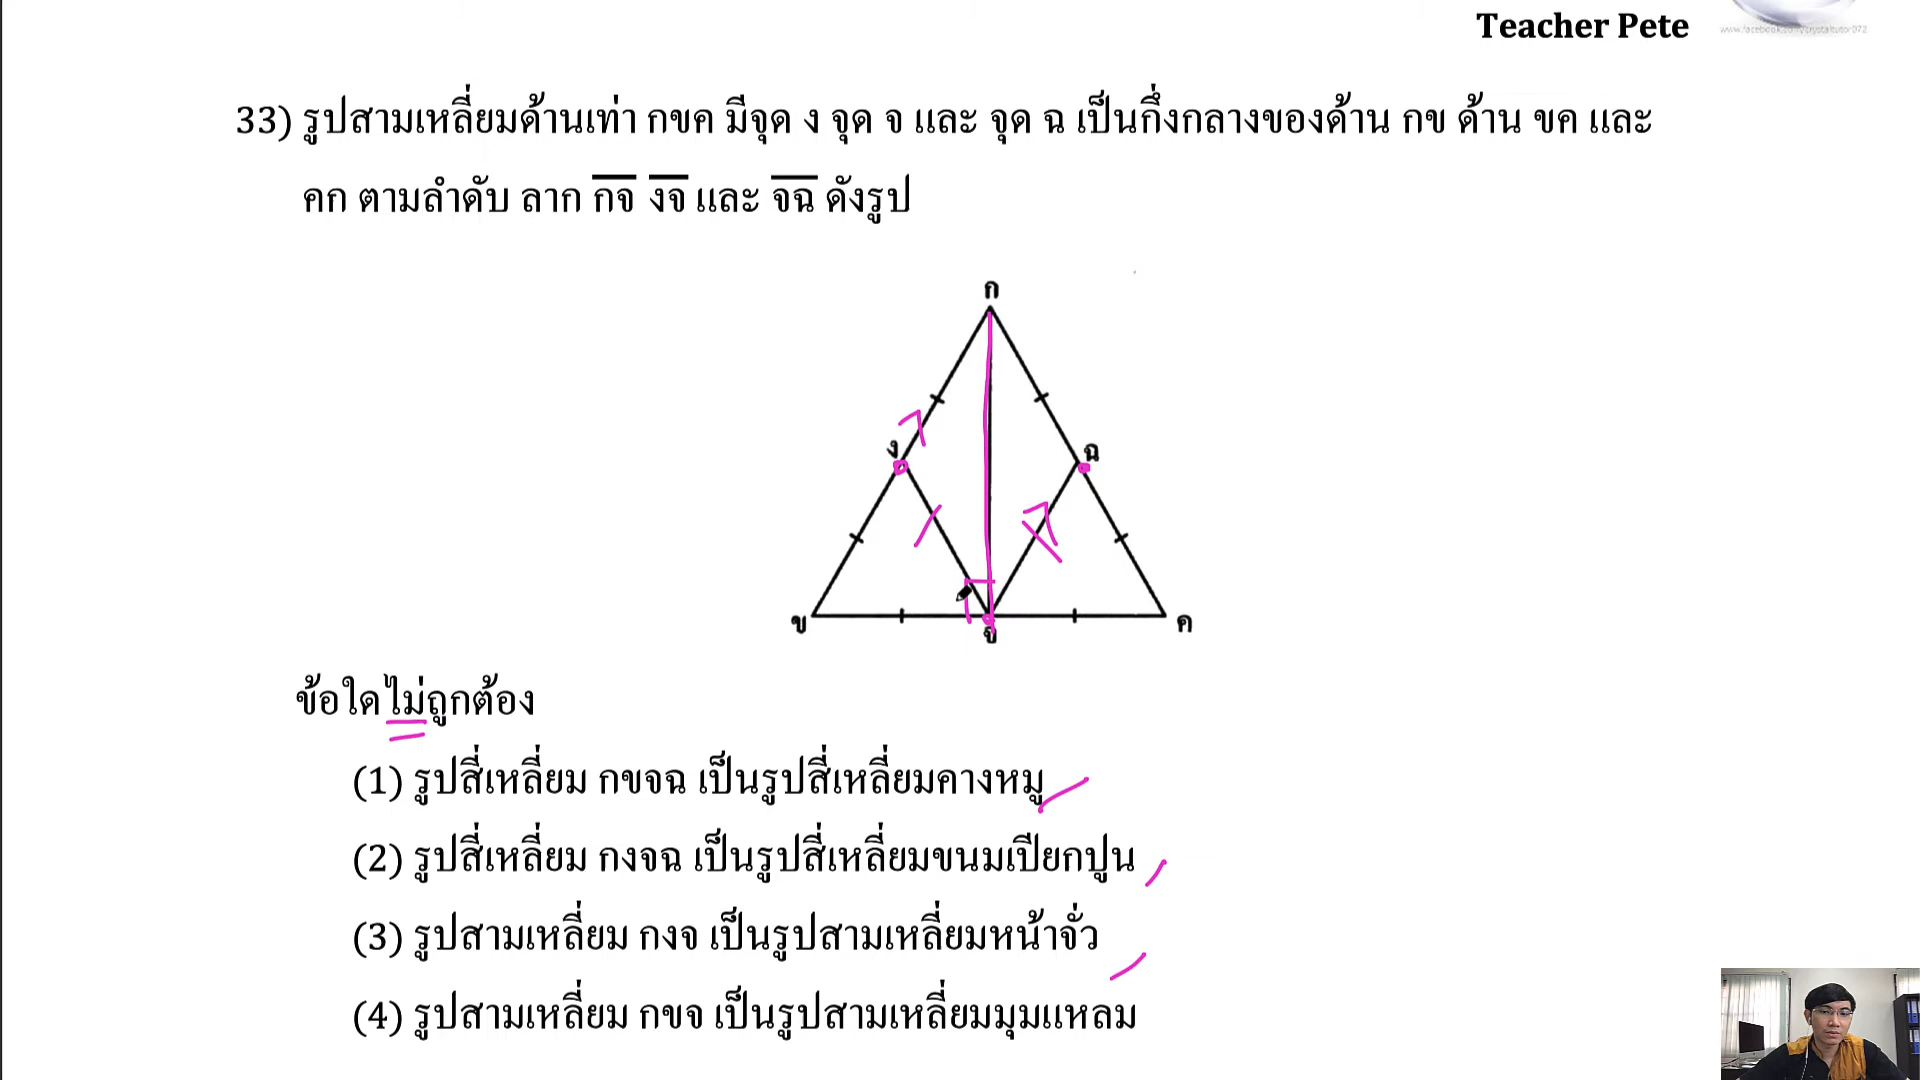 Teacher Pete
www.facebook.com/crystaltutor072
33) รูปสามเหลี่ยมด้านเท่า กขค มีจุด ง จุด จ และ จุด ฉ เป็นกึ่งกลางของด้าน กข ด้าน ขค และ
คก ตามลำดับ ลาก กจ งจ และ จฉ ดังรูป
ก
ง
ฉ
ข
จ
ค
ข้อใดไม่ถูกต้อง
(1) รูปสี่เหลี่ยม กขจฉ เป็นรูปสี่เหลี่ยมคางหมู
(2) รูปสี่เหลี่ยม กงจฉ เป็นรูปสี่เหลี่ยมขนมเปียกปูน
(3) รูปสามเหลี่ยม กงจ เป็นรูปสามเหลี่ยมหน้าจั่ว
(4) รูปสามเหลี่ยม กขจ เป็นรูปสามเหลี่ยมมุมแหลม